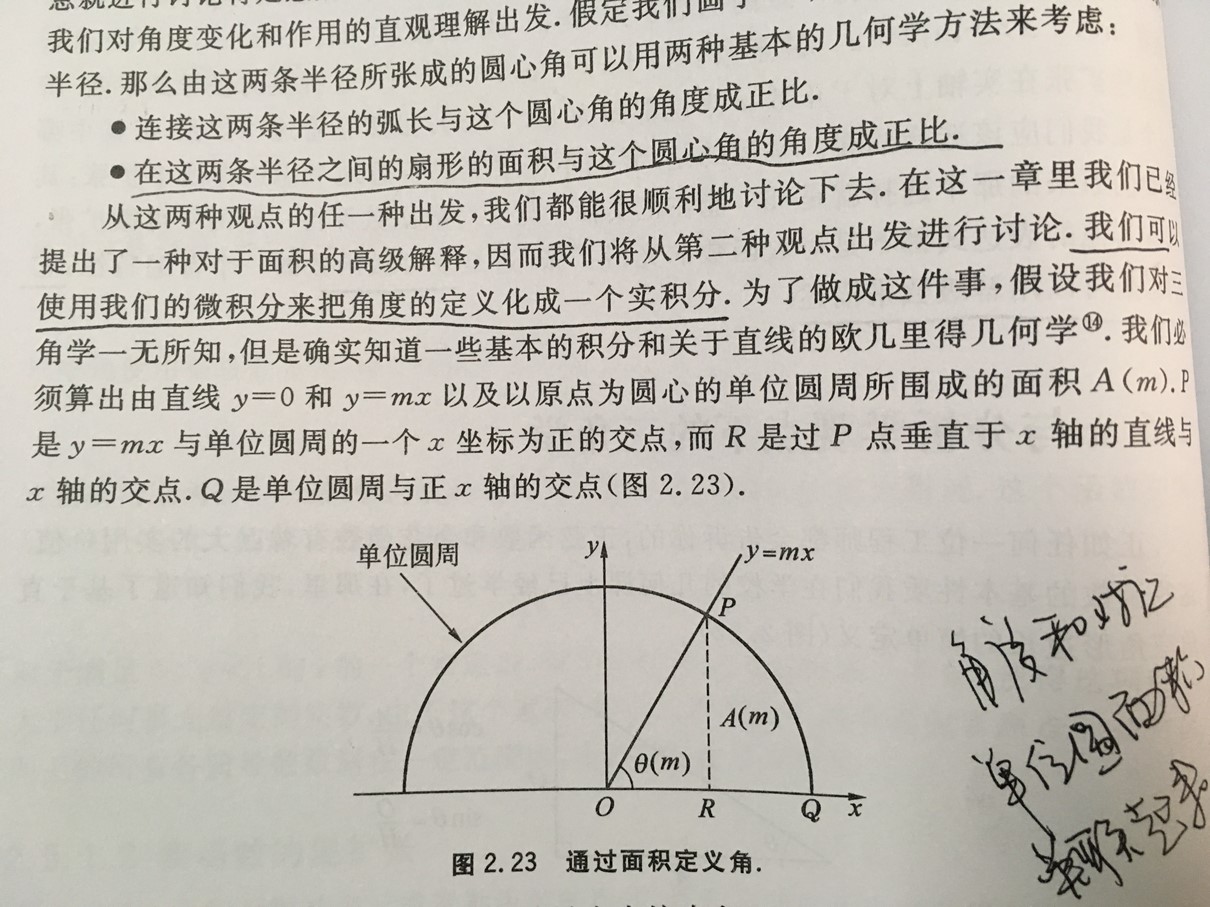 我们对角度变化和作用的直观理解出发.假定我们画了
半径.那么由这两条半径所张成的圆心角可以用两种基本的几何学方法来考虑:
●连接这两条半径的弧长与这个圆心角的角度成正比.
●在这两条半径之间的扇形的面积与这个圆心角的角度成正比.
从这两种观点的任一种出发,我们都能很顺利地讨论下去.在这一章里我们已经
提出了一种对于面积的高级解释,因而我们将从第二种观点出发进行讨论.我们可以
使用我们的微积分来把角度的定义化成一个实积分.为了做成这件事,假设我们对三
角学一无所知,但是确实知道一些基本的积分和关于直线的欧几里得几何学⑭.我们必
须算出由直线 y=0 和 y=mx 以及以原点为圆心的单位圆周所围成的面积 A(m).P
是 y=mx 与单位圆周的一个 x 坐标为正的交点,而 R 是过 P 点垂直于 x 轴的直线与
x 轴的交点.Q是单位圆周与正 x 轴的交点(图 2.23).
单位圆周
y
y=mx
P
A(m)
θ(m)
O
R
Q
x
角度和对应
单位圆面积
关联起来
图 2.23 通过面积定义角.